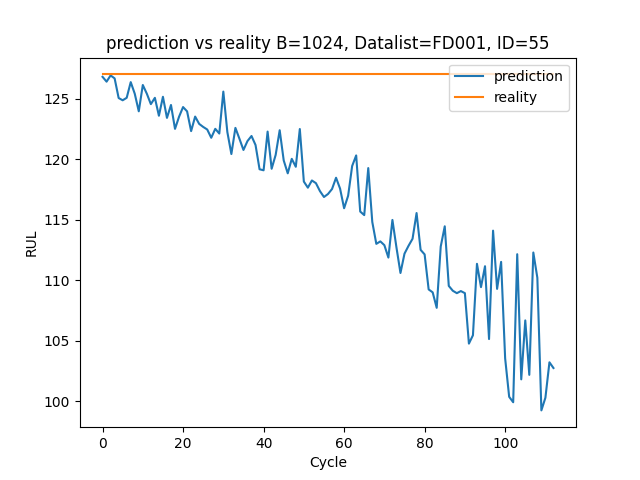 prediction vs reality B=1024, Datalist=FD001, ID=55
prediction
reality
125
120
115
110
105
100
RUL
0 20 40 60 80 100
Cycle